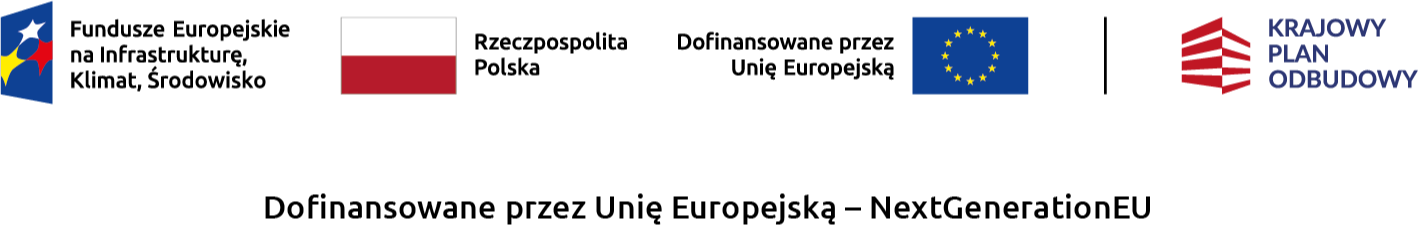 Fundusze Europejskie
na Infrastrukturę,
Klimat, Środowisko
Rzeczpospolita
Polska
Dofinansowane przez
Unię Europejską
KRAJOWY
PLAN
ODBUDOWY
Dofinansowane przez Unię Europejską – NextGenerationEU